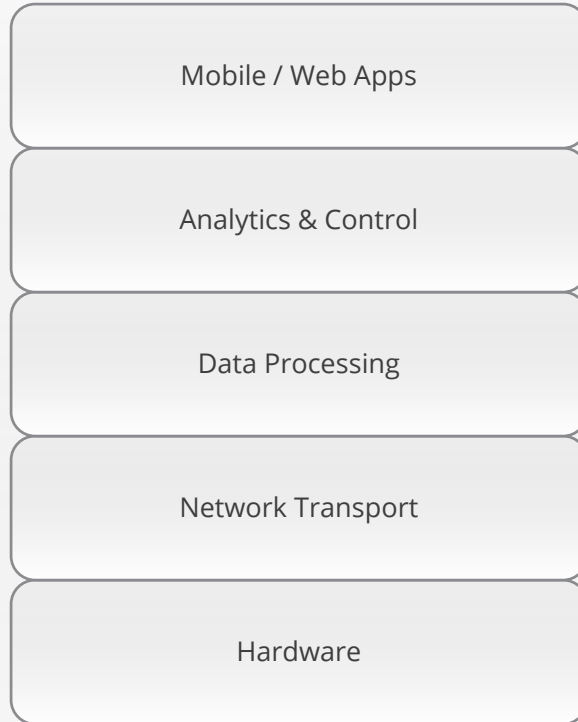 Mobile / Web Apps
Analytics & Control
Data Processing
Network Transport
Hardware